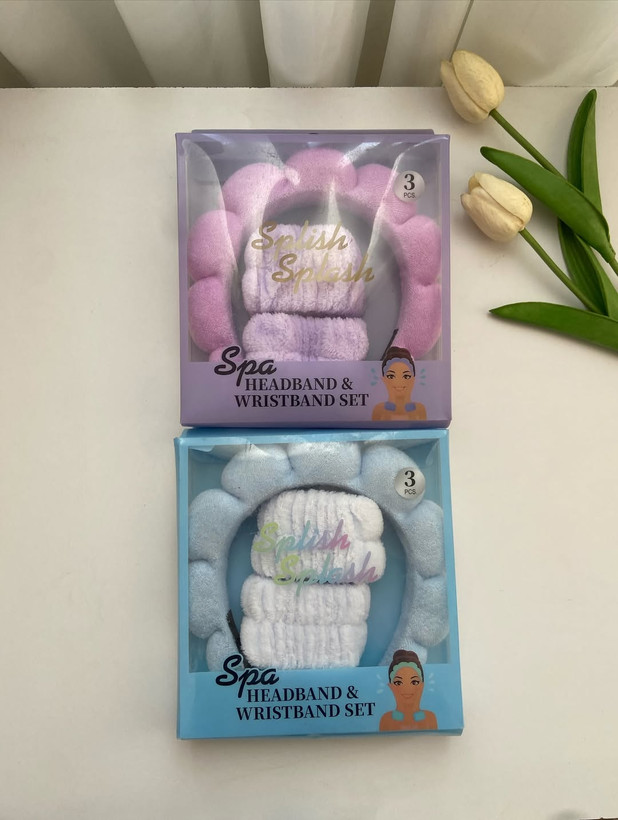 3
PCS.
Splish
Splash
Spa
HEADBAND &
WRISTBAND SET
3
PCS.
Splish
Splash
Spa
HEADBAND &
WRISTBAND SET